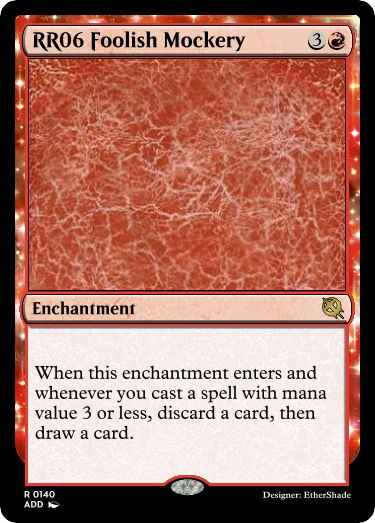 RR06 Foolish Mockery 3
Enchantment
When this enchantment enters and
whenever you cast a spell with mana
value 3 or less, discard a card, then
draw a card.
R 0140
ADD
Designer: EtherShade